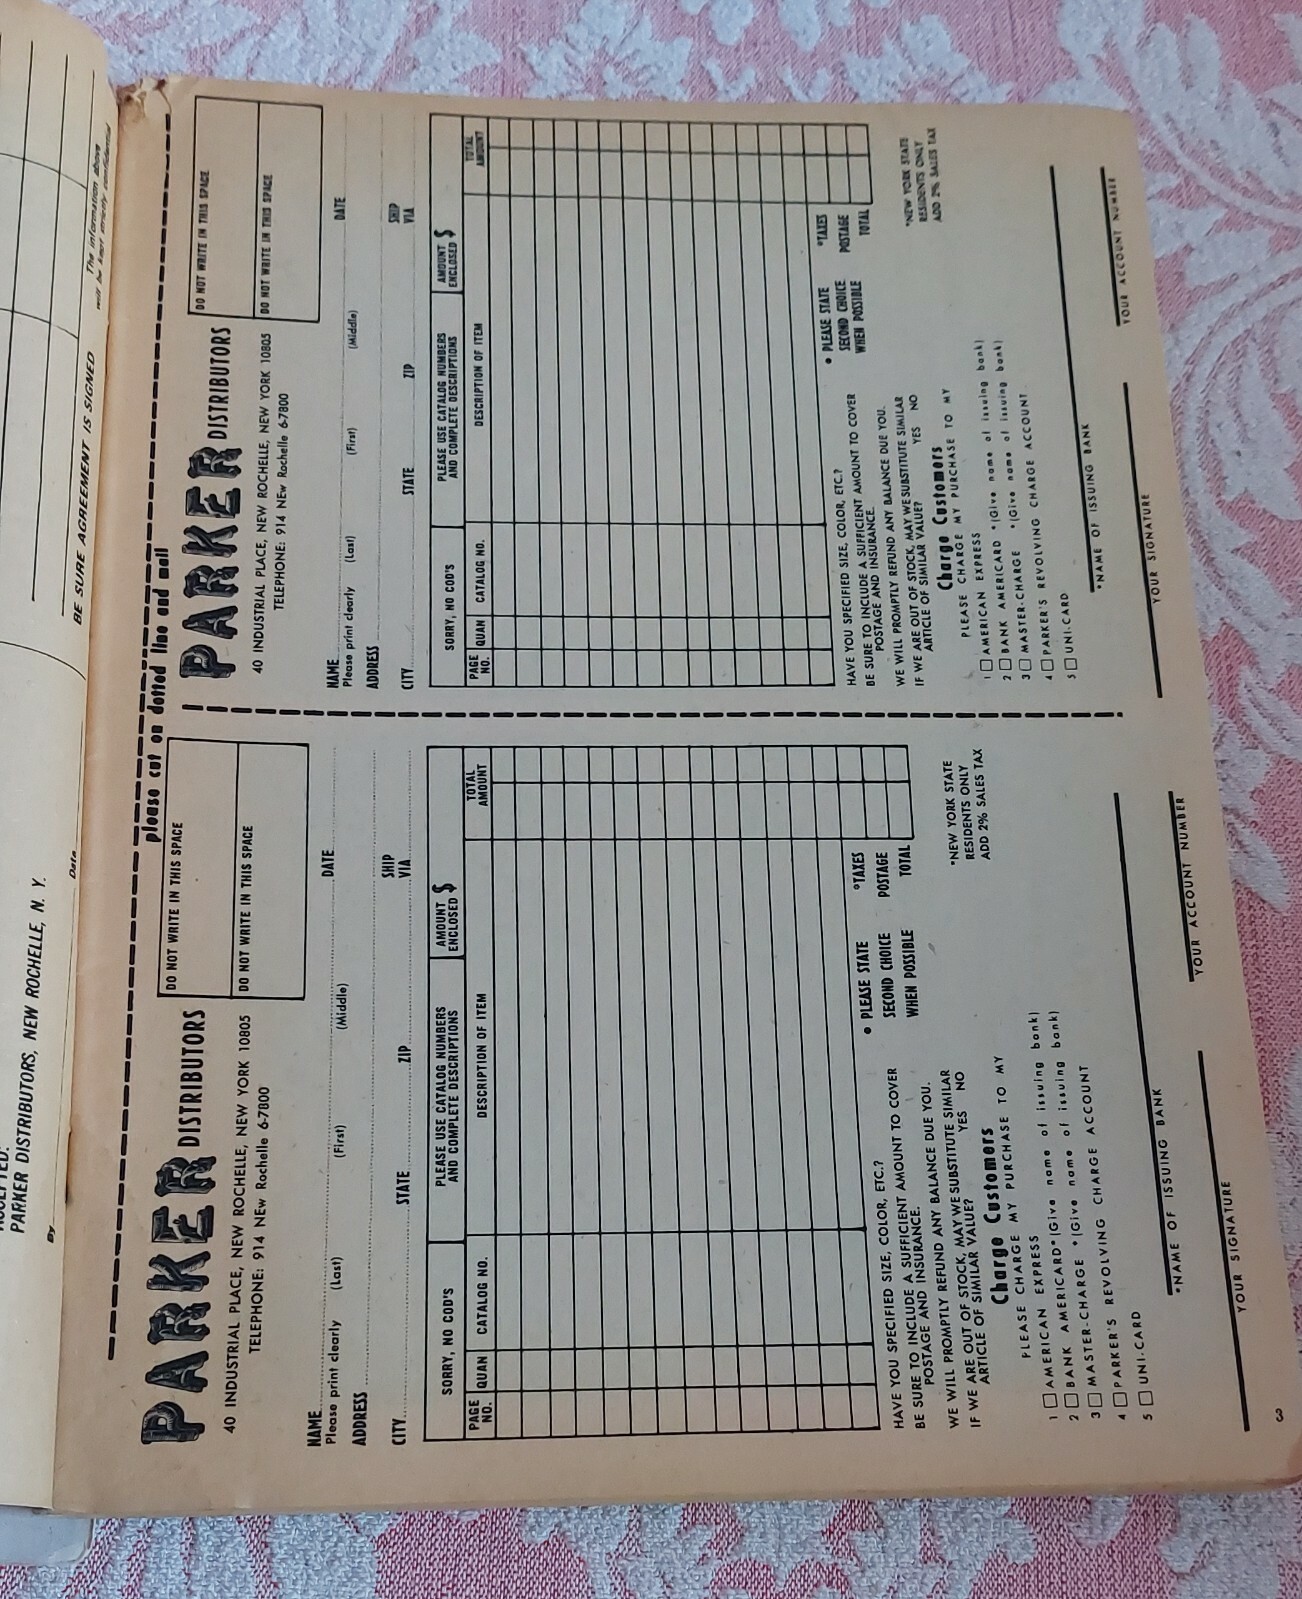 ACCEPTED:
PARKER DISTRIBUTORS, NEW ROCHELLE, N. Y.
By
Date
BE SURE AGREEMENT IS SIGNED
The information above
will be kept strictly confidential
please cut on dotted line and mail
PARKER DISTRIBUTORS
40 INDUSTRIAL PLACE, NEW ROCHELLE, NEW YORK 10805
TELEPHONE: 914 New Rochelle 6-7800
DO NOT WRITE IN THIS SPACE
DO NOT WRITE IN THIS SPACE
NAME DATE
Please print clearly (Last) (First) (Middle)
ADDRESS
CITY STATE ZIP SHIP VIA
SORRY, NO COD'S
PLEASE USE CATALOG NUMBERS
AND COMPLETE DESCRIPTIONS
AMOUNT
ENCLOSED $
PAGE NO. QUAN CATALOG NO. DESCRIPTION OF ITEM TOTAL AMOUNT
HAVE YOU SPECIFIED SIZE, COLOR, ETC.?
BE SURE TO INCLUDE A SUFFICIENT AMOUNT TO COVER
POSTAGE AND INSURANCE.
WE WILL PROMPTLY REFUND ANY BALANCE DUE YOU.
IF WE ARE OUT OF STOCK, MAY WE SUBSTITUTE SIMILAR
ARTICLE OF SIMILAR VALUE? YES NO
• PLEASE STATE
SECOND CHOICE
WHEN POSSIBLE
*TAXES
POSTAGE
TOTAL
*NEW YORK STATE
RESIDENTS ONLY
ADD 2% SALES TAX
Charge Customers
PLEASE CHARGE MY PURCHASE TO MY
1 AMERICAN EXPRESS
2 BANK AMERICARD *(Give name of issuing bank)
3 MASTER-CHARGE *(Give name of issuing bank)
4 PARKER'S REVOLVING CHARGE ACCOUNT
5 UNI-CARD
*NAME OF ISSUING BANK
YOUR ACCOUNT NUMBER
YOUR SIGNATURE
3
PARKER DISTRIBUTORS
40 INDUSTRIAL PLACE, NEW ROCHELLE, NEW YORK 10805
TELEPHONE: 914 NEw Rochelle 6-7800
DO NOT WRITE IN THIS SPACE
DO NOT WRITE IN THIS SPACE
NAME DATE
Please print clearly (Last) (First) (Middle)
ADDRESS
CITY STATE ZIP SHIP VIA
SORRY, NO COD'S
PLEASE USE CATALOG NUMBERS
AND COMPLETE DESCRIPTIONS
AMOUNT
ENCLOSED $
PAGE NO. QUAN CATALOG NO. DESCRIPTION OF ITEM TOTAL AMOUNT
HAVE YOU SPECIFIED SIZE, COLOR, ETC.?
BE SURE TO INCLUDE A SUFFICIENT AMOUNT TO COVER
POSTAGE AND INSURANCE.
WE WILL PROMPTLY REFUND ANY BALANCE DUE YOU.
IF WE ARE OUT OF STOCK, MAY WE SUBSTITUTE SIMILAR
ARTICLE OF SIMILAR VALUE? YES NO
• PLEASE STATE
SECOND CHOICE
WHEN POSSIBLE
*TAXES
POSTAGE
TOTAL
*NEW YORK STATE
RESIDENTS ONLY
ADD 2% SALES TAX
Charge Customers
PLEASE CHARGE MY PURCHASE TO MY
1 AMERICAN EXPRESS
2 BANK AMERICARD *(Give name of issuing bank)
3 MASTER-CHARGE *(Give name of issuing bank)
4 PARKER'S REVOLVING CHARGE ACCOUNT
5 UNI-CARD
*NAME OF ISSUING BANK
YOUR ACCOUNT NUMBER
YOUR SIGNATURE